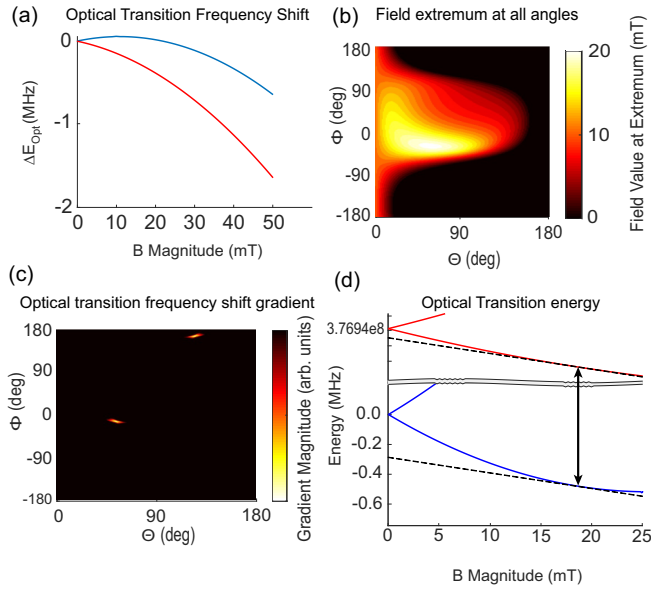 (a)
Optical Transition Frequency Shift
0
-1
-2
ΔE_Opt (MHz)
0 10 20 30 40 50
B Magnitude (mT)
(b)
Field extremum at all angles
180
90
0
-90
-180
Φ (deg)
0 90 180
Θ (deg)
20
10
0
Field Value at Extremum (mT)
(c)
Optical transition frequency shift gradient
180
90
0
-90
-180
Φ (deg)
0 90 180
Θ (deg)
Gradient Magnitude (arb. units)
(d)
Optical Transition energy
3.7694e8
0.0
-0.2
-0.4
-0.6
Energy (MHz)
0 5 10 15 20 25
B Magnitude (mT)